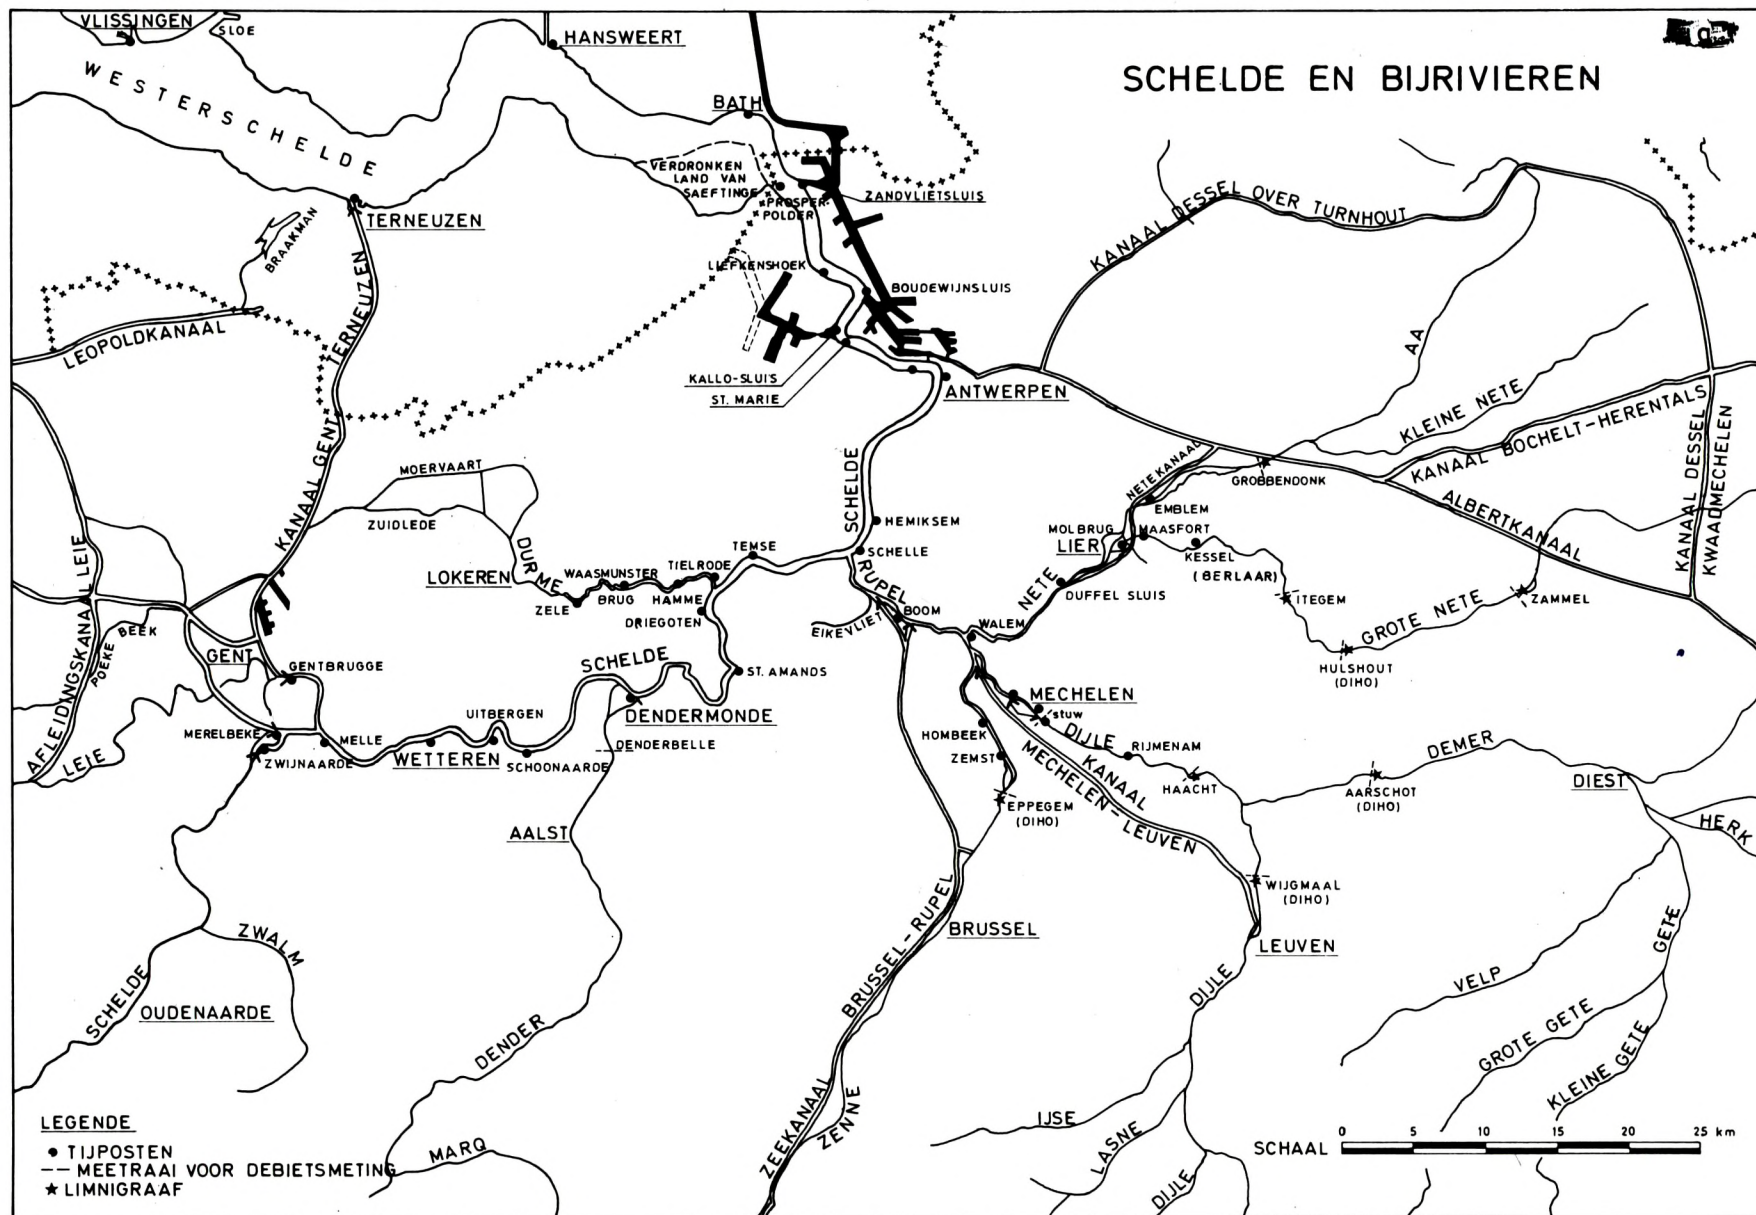 SCHELDE EN BIJRIVIEREN
VLISSINGEN
SLOE
HANSWEERT
WESTERSCHELDE
BATH
VERDRONKEN
LAND VAN
SAEFTINGE
PROSPER-
POLDER
ZANDVLIETSLUIS
TERNEUZEN
BRAAKMAN
LIEFKENSHOEK
BOUDEWIJNSLUIS
KANAAL DESSEL OVER TURNHOUT
LEOPOLDKANAAL
KANAAL GENT TERNEUZEN
KALLO-SLUIS
ST. MARIE
ANTWERPEN
AA
KLEINE NETE
KANAAL BOCHELT-HERENTALS
KANAAL DESSEL
KWAADMECHELEN
ALBERTKANAAL
MOERVAART
ZUIDLEDE
SCHELDE
NETEKANAAL
GROBBENDONK
EMBLEM
HEMIKSEM
MOLBRUG
MAASFORT
LIER
KESSEL
(BERLAAR)
SCHELLE
TEMSE
TIELRODE
DURME
WAASMUNSTER
BRUG
LOKEREN
ZELE
HAMME
DRIEGOTEN
RUPEL
BOOM
EIKEVLIET
WALEM
NETE
DUFFEL SLUIS
ITEGEM
GROTE NETE
ZAMMEL
HULSHOUT
(DIHO)
AFLEIDINGSKANAAL LEIE
BEEK
POEKE
GENT
GENTBRUGGE
LEIE
MERELBEKE
ZWIJNAARDE
MELLE
WETTEREN
UITBERGEN
SCHOONAARDE
SCHELDE
ST. AMANDS
DENDERMONDE
DENDERBELLE
MECHELEN
stuw
DIJLE
RIJMENAM
HOMBEEK
ZEMST
EPPEGEM
(DIHO)
KANAAL
MECHELEN-LEUVEN
HAACHT
AARSCHOT
(DIHO)
DEMER
DIEST
HERK
AALST
WIJGMAAL
(DIHO)
BRUSSEL
LEUVEN
ZWALM
SCHELDE
OUDENAARDE
DENDER
ZEEKANAAL BRUSSEL-RUPEL
ZENNE
DIJLE
VELP
GETE
GROTE GETE
KLEINE GETE
IJSE
LASNE
DIJLE
MARQ
LEGENDE
TIJPOSTEN
MEETRAAI VOOR DEBIETSMETING
LIMNIGRAAF
SCHAAL 0 5 10 15 20 25 km